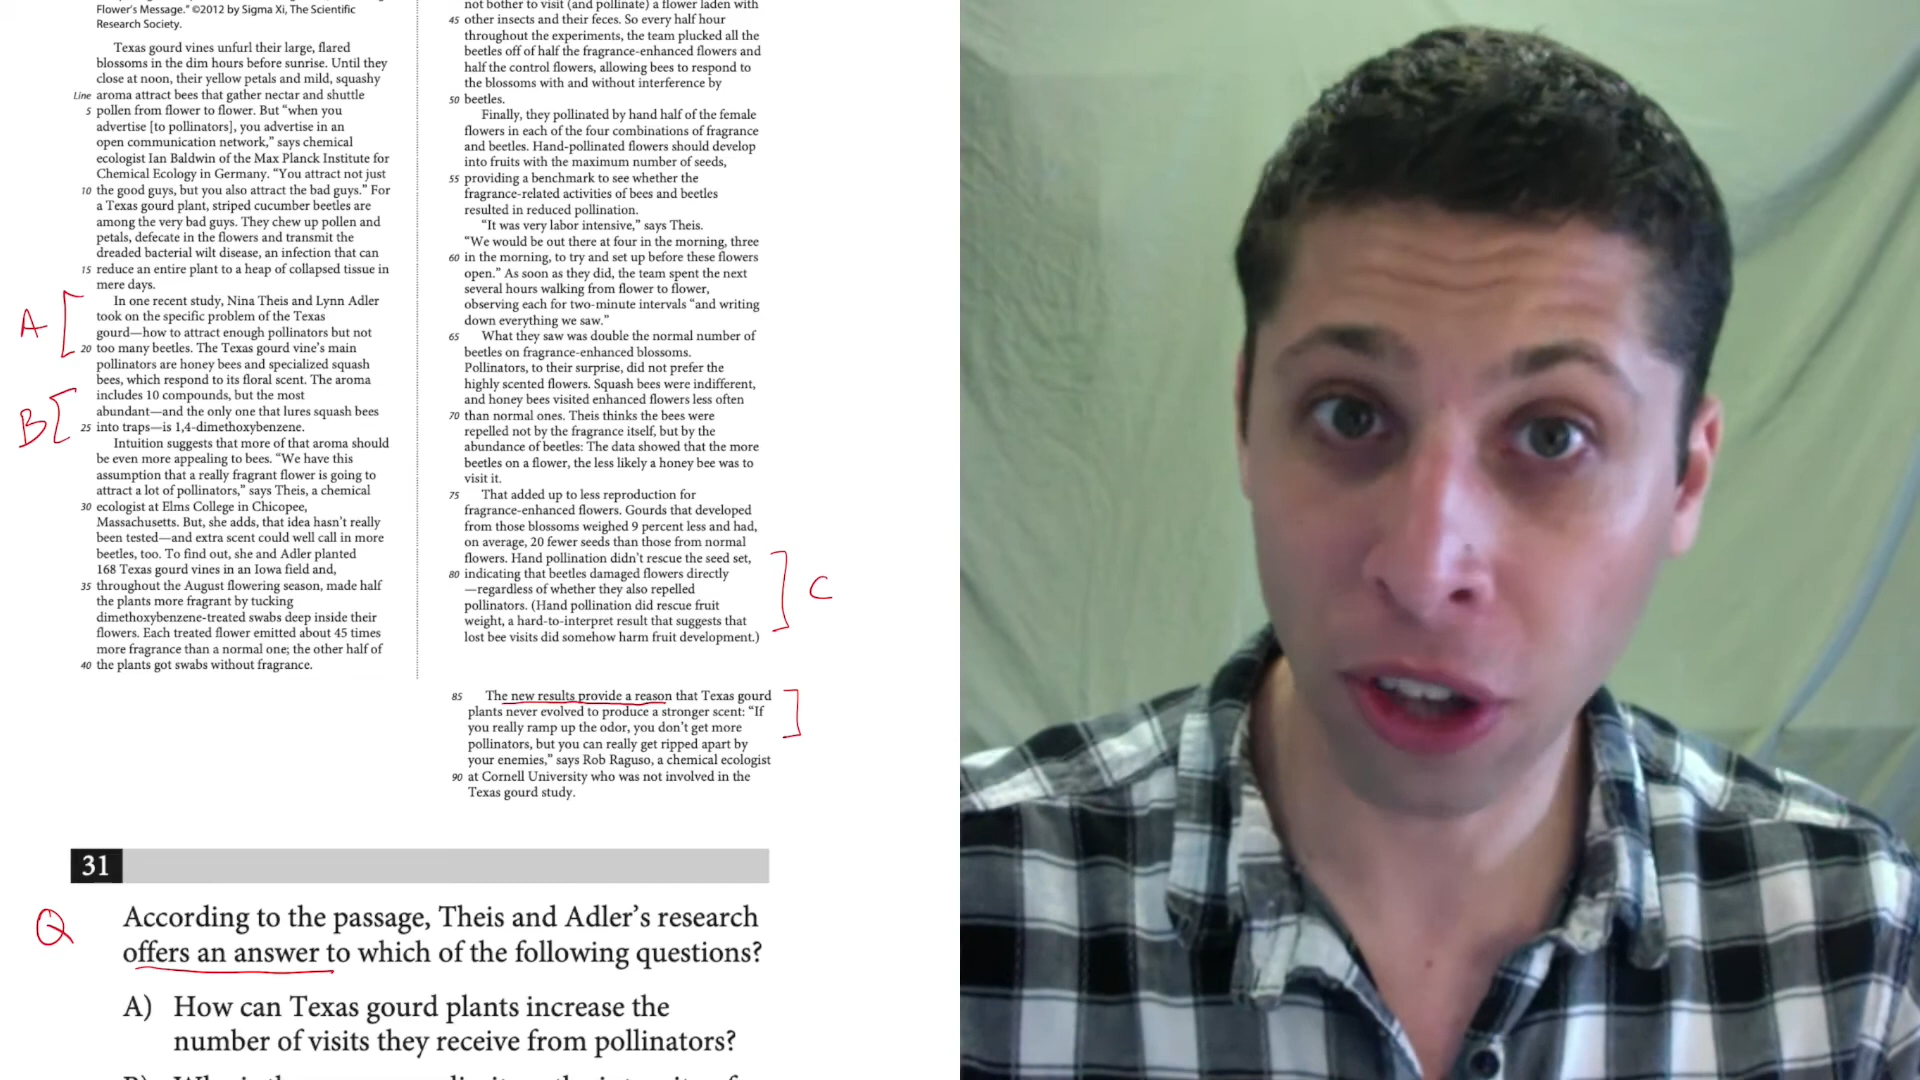 Flower's Message." ©2012 by Sigma Xi, The Scientific
Research Society.
Texas gourd vines unfurl their large, flared
blossoms in the dim hours before sunrise. Until they
close at noon, their yellow petals and mild, squashy
Line aroma attract bees that gather nectar and shuttle
5 pollen from flower to flower. But “when you
advertise [to pollinators], you advertise in an
open communication network,” says chemical
ecologist Ian Baldwin of the Max Planck Institute for
Chemical Ecology in Germany. “You attract not just
10 the good guys, but you also attract the bad guys.” For
a Texas gourd plant, striped cucumber beetles are
among the very bad guys. They chew up pollen and
petals, defecate in the flowers and transmit the
dreaded bacterial wilt disease, an infection that can
15 reduce an entire plant to a heap of collapsed tissue in
mere days.
In one recent study, Nina Theis and Lynn Adler
took on the specific problem of the Texas
A
gourd—how to attract enough pollinators but not
20 too many beetles. The Texas gourd vine’s main
pollinators are honey bees and specialized squash
bees, which respond to its floral scent. The aroma
includes 10 compounds, but the most
abundant—and the only one that lures squash bees
B
25 into traps—is 1,4-dimethoxybenzene.
Intuition suggests that more of that aroma should
be even more appealing to bees. “We have this
assumption that a really fragrant flower is going to
attract a lot of pollinators,” says Theis, a chemical
30 ecologist at Elms College in Chicopee,
Massachusetts. But, she adds, that idea hasn’t really
been tested—and extra scent could well call in more
beetles, too. To find out, she and Adler planted
168 Texas gourd vines in an Iowa field and,
35 throughout the August flowering season, made half
the plants more fragrant by tucking
dimethoxybenzene-treated swabs deep inside their
flowers. Each treated flower emitted about 45 times
more fragrance than a normal one; the other half of
40 the plants got swabs without fragrance.
not bother to visit (and pollinate) a flower laden with
45 other insects and their feces. So every half hour
throughout the experiments, the team plucked all the
beetles off of half the fragrance-enhanced flowers and
half the control flowers, allowing bees to respond to
the blossoms with and without interference by
50 beetles.
Finally, they pollinated by hand half of the female
flowers in each of the four combinations of fragrance
and beetles. Hand-pollinated flowers should develop
into fruits with the maximum number of seeds,
55 providing a benchmark to see whether the
fragrance-related activities of bees and beetles
resulted in reduced pollination.
“It was very labor intensive,” says Theis.
“We would be out there at four in the morning, three
60 in the morning, to try and set up before these flowers
open.” As soon as they did, the team spent the next
several hours walking from flower to flower,
observing each for two-minute intervals “and writing
down everything we saw.”
65 What they saw was double the normal number of
beetles on fragrance-enhanced blossoms.
Pollinators, to their surprise, did not prefer the
highly scented flowers. Squash bees were indifferent,
and honey bees visited enhanced flowers less often
70 than normal ones. Theis thinks the bees were
repelled not by the fragrance itself, but by the
abundance of beetles: The data showed that the more
beetles on a flower, the less likely a honey bee was to
visit it.
75 That added up to less reproduction for
fragrance-enhanced flowers. Gourds that developed
from those blossoms weighed 9 percent less and had,
on average, 20 fewer seeds than those from normal
flowers. Hand pollination didn’t rescue the seed set,
80 indicating that beetles damaged flowers directly
—regardless of whether they also repelled
C
pollinators. (Hand pollination did rescue fruit
weight, a hard-to-interpret result that suggests that
lost bee visits did somehow harm fruit development.)
85 The new results provide a reason that Texas gourd
plants never evolved to produce a stronger scent: “If
you really ramp up the odor, you don’t get more
pollinators, but you can really get ripped apart by
your enemies,” says Rob Raguso, a chemical ecologist
90 at Cornell University who was not involved in the
Texas gourd study.
31
Q
According to the passage, Theis and Adler’s research
offers an answer to which of the following questions?
A) How can Texas gourd plants increase the
number of visits they receive from pollinators?